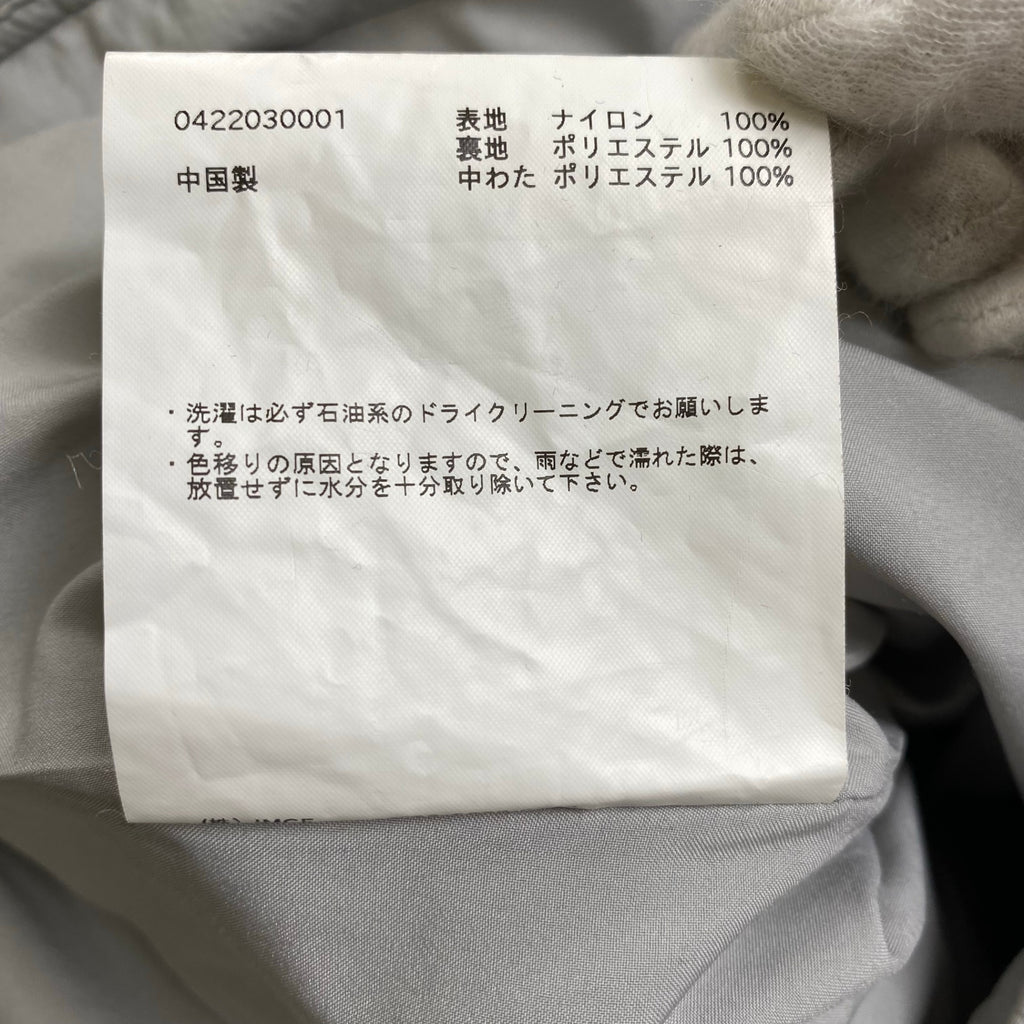 0422030001
中国製
表地 ナイロン 100%
裏地 ポリエステル 100%
中わた ポリエステル 100%
・洗濯は必ず石油系のドライクリーニングでお願いしま
す。
・色移りの原因となりますので、雨などで濡れた際は、
放置せずに水分を十分取り除いて下さい。